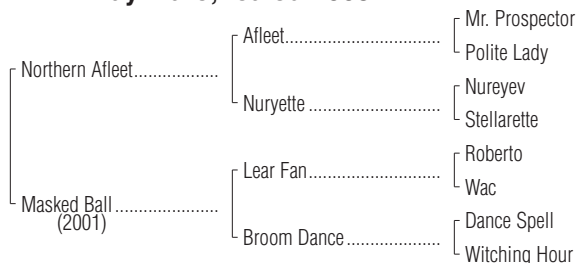 Mr. Prospector
Afleet
Polite Lady
Northern Afleet
Nureyev
Nuryette
Stellarette
Roberto
Lear Fan
Wac
Masked Ball
(2001)
Dance Spell
Broom Dance
Witching Hour